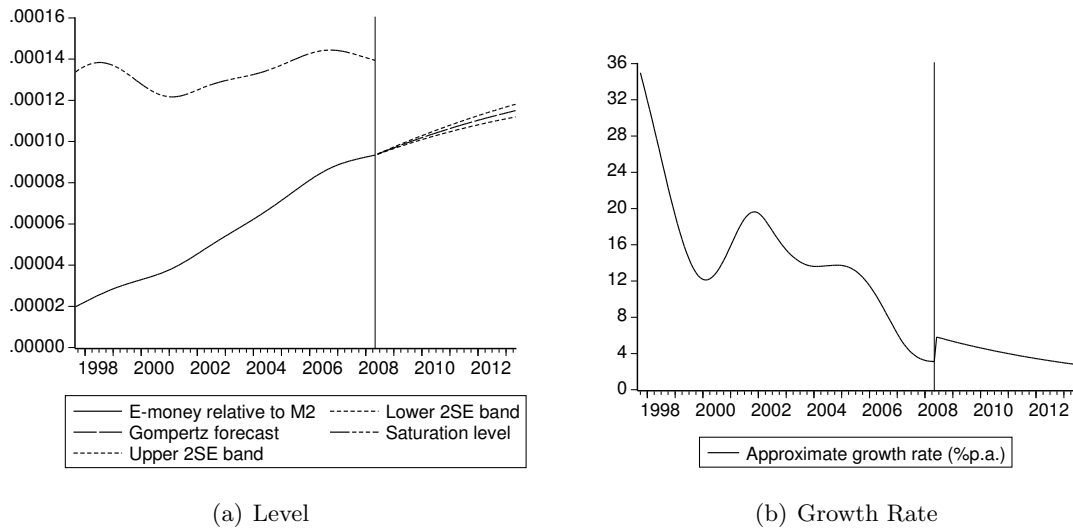 .00016
.00014
.00012
.00010
.00008
.00006
.00004
.00002
.00000
1998 2000 2002 2004 2006 2008 2010 2012
E-money relative to M2
Gompertz forecast
Upper 2SE band
Lower 2SE band
Saturation level
(a) Level
36
32
28
24
20
16
12
8
4
0
1998 2000 2002 2004 2006 2008 2010 2012
Approximate growth rate (%p.a.)
(b) Growth Rate